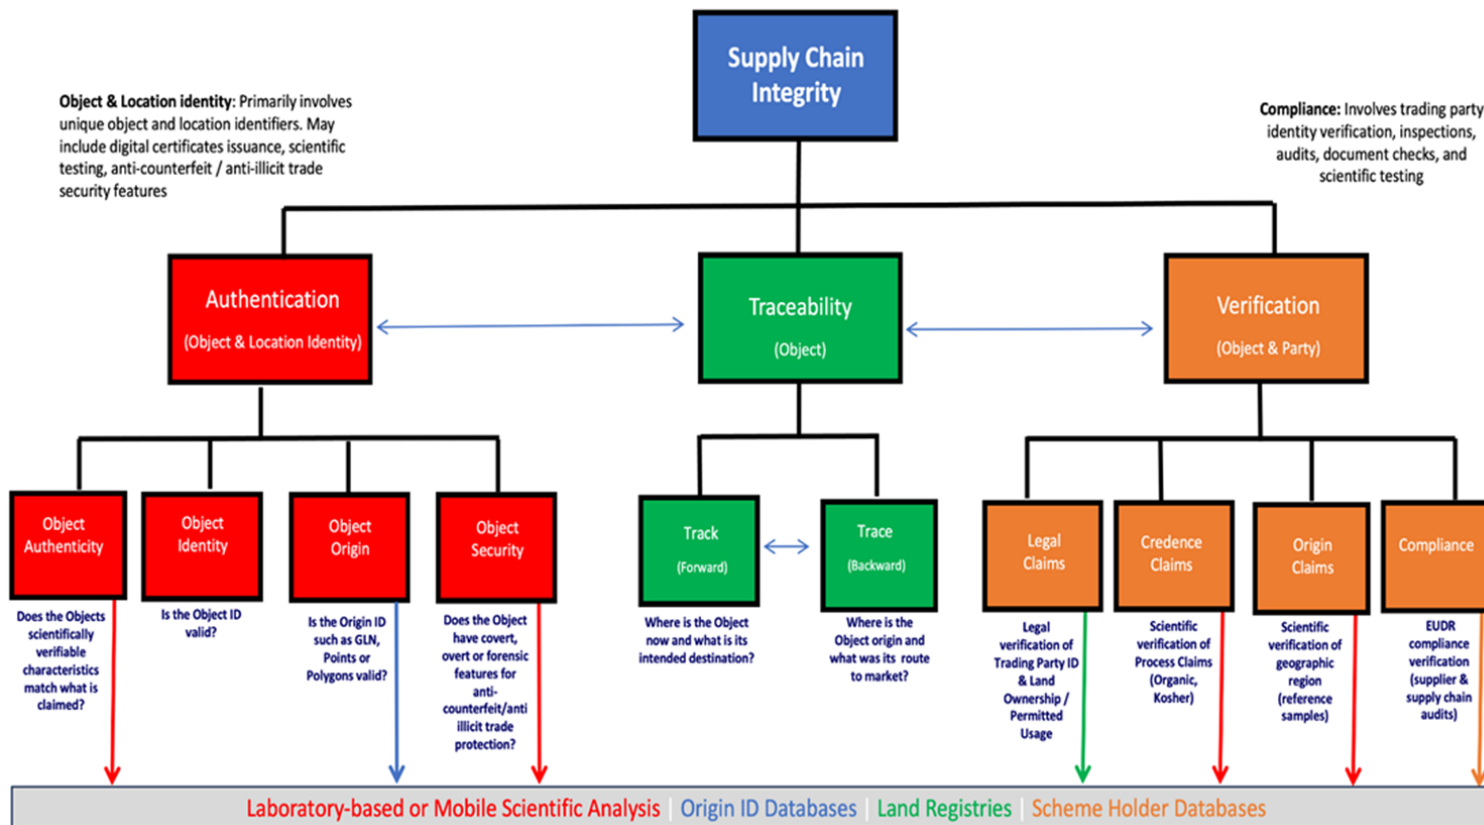 Supply Chain
Integrity
Object & Location identity: Primarily involves
unique object and location identifiers. May
include digital certificates issuance, scientific
testing, anti-counterfeit / anti-illicit trade
security features
Compliance: Involves trading party
identity verification, inspections,
audits, document checks, and
scientific testing
Authentication
(Object & Location Identity)
Traceability
(Object)
Verification
(Object & Party)
Object
Authenticity
Object
Identity
Object
Origin
Object
Security
Track
(Forward)
Trace
(Backward)
Legal
Claims
Credence
Claims
Origin
Claims
Compliance
Does the Objects
scientifically
verifiable
characteristics
match what is
claimed?
Is the Object ID
valid?
Is the Origin ID
such as GLN,
Points or
Polygons valid?
Does the Object
have covert,
overt or forensic
features for
anti-
counterfeit/anti
illicit trade
protection?
Where is the Object
now and what is its
intended destination?
Where is the
Object origin and
what was its route
to market?
Legal
verification of
Trading Party ID
& Land
Ownership /
Permitted
Usage
Scientific
verification of
Process Claims
(Organic,
Kosher)
Scientific
verification of
geographic
region
(reference
samples)
EUDR
compliance
verification
(supplier &
supply chain
audits)
Laboratory-based or Mobile Scientific Analysis | Origin ID Databases | Land Registries | Scheme Holder Databases